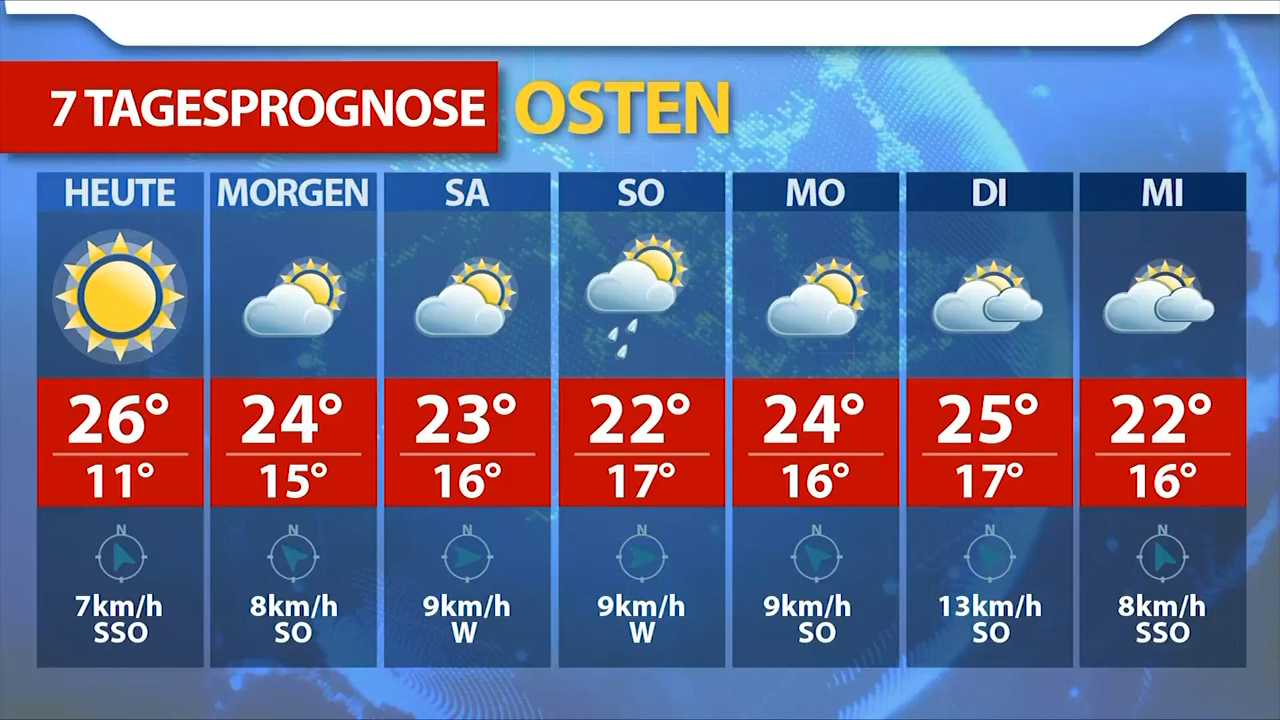 7 TAGESPROGNOSE OSTEN
HEUTE MORGEN SA SO MO DI MI
26° 24° 23° 22° 24° 25° 22°
11° 15° 16° 17° 16° 17° 16°
N N N N N N N
7km/h 8km/h 9km/h 9km/h 9km/h 13km/h 8km/h
SSO SO W W SO SO SSO